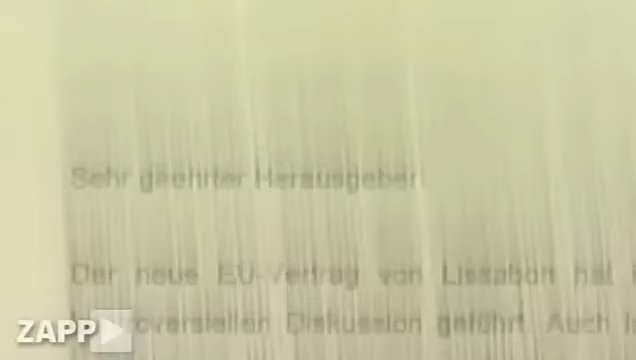 Sehr geehrter Herausgeber
Der neue EU-Vertrag von Lissabon hat
Diskussion geführt. Auch
ZAPP